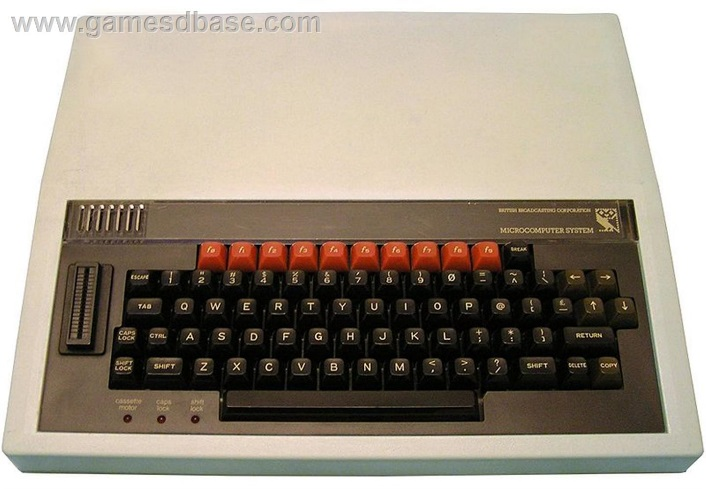 www.gamesdbase.com
BRITISH BROADCASTING CORPORATION
MICROCOMPUTER SYSTEM
f0 f1 f2 f3 f4 f5 f6 f7 f8 f9 BREAK
ESCAPE ! 1 " 2 # 3 $ 4 % 5 & 6 ' 7 ( 8 ) 9 0 = - ~ ^ | \ ← →
TAB Q W E R T Y U I O P @ { [ £ _ ↑ ↓
CAPS LOCK CTRL A S D F G H J K L + ; * : } ] RETURN
SHIFT LOCK SHIFT Z X C V B N M < , > . ? / SHIFT DELETE COPY
cassette motor caps lock shift lock